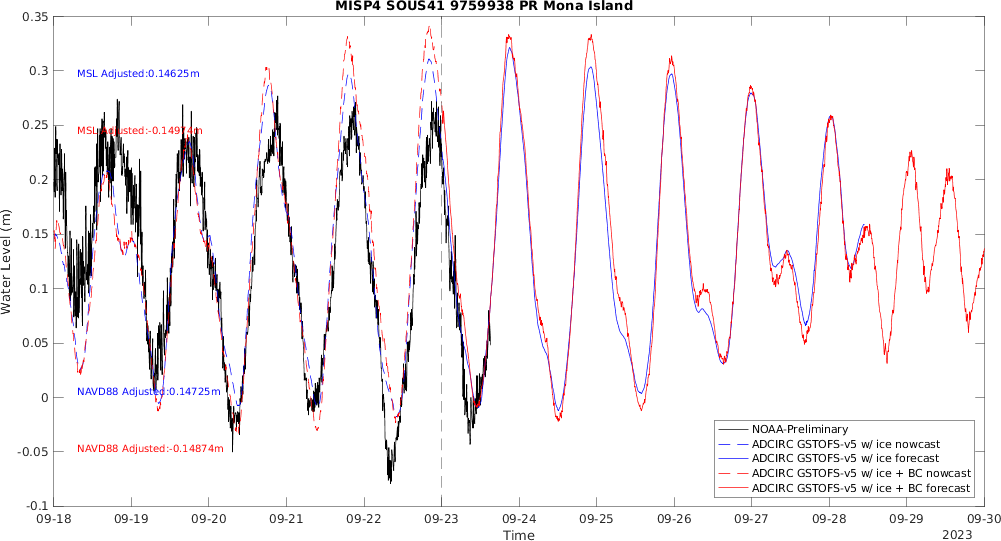 MISP4 SOUS41 9759938 PR Mona Island
0.35
0.3
0.25
0.2
0.15
0.1
0.05
0
-0.05
-0.1
Water Level (m)
MSL Adjusted:0.14625m
MSL Adjusted:-0.14974m
NAVD88 Adjusted:0.14725m
NAVD88 Adjusted:-0.14874m
NOAA-Preliminary
ADCIRC GSTOFS-v5 w/ ice nowcast
ADCIRC GSTOFS-v5 w/ ice forecast
ADCIRC GSTOFS-v5 w/ ice + BC nowcast
ADCIRC GSTOFS-v5 w/ ice + BC forecast
09-18 09-19 09-20 09-21 09-22 09-23 09-24 09-25 09-26 09-27 09-28 09-29 09-30
Time
2023